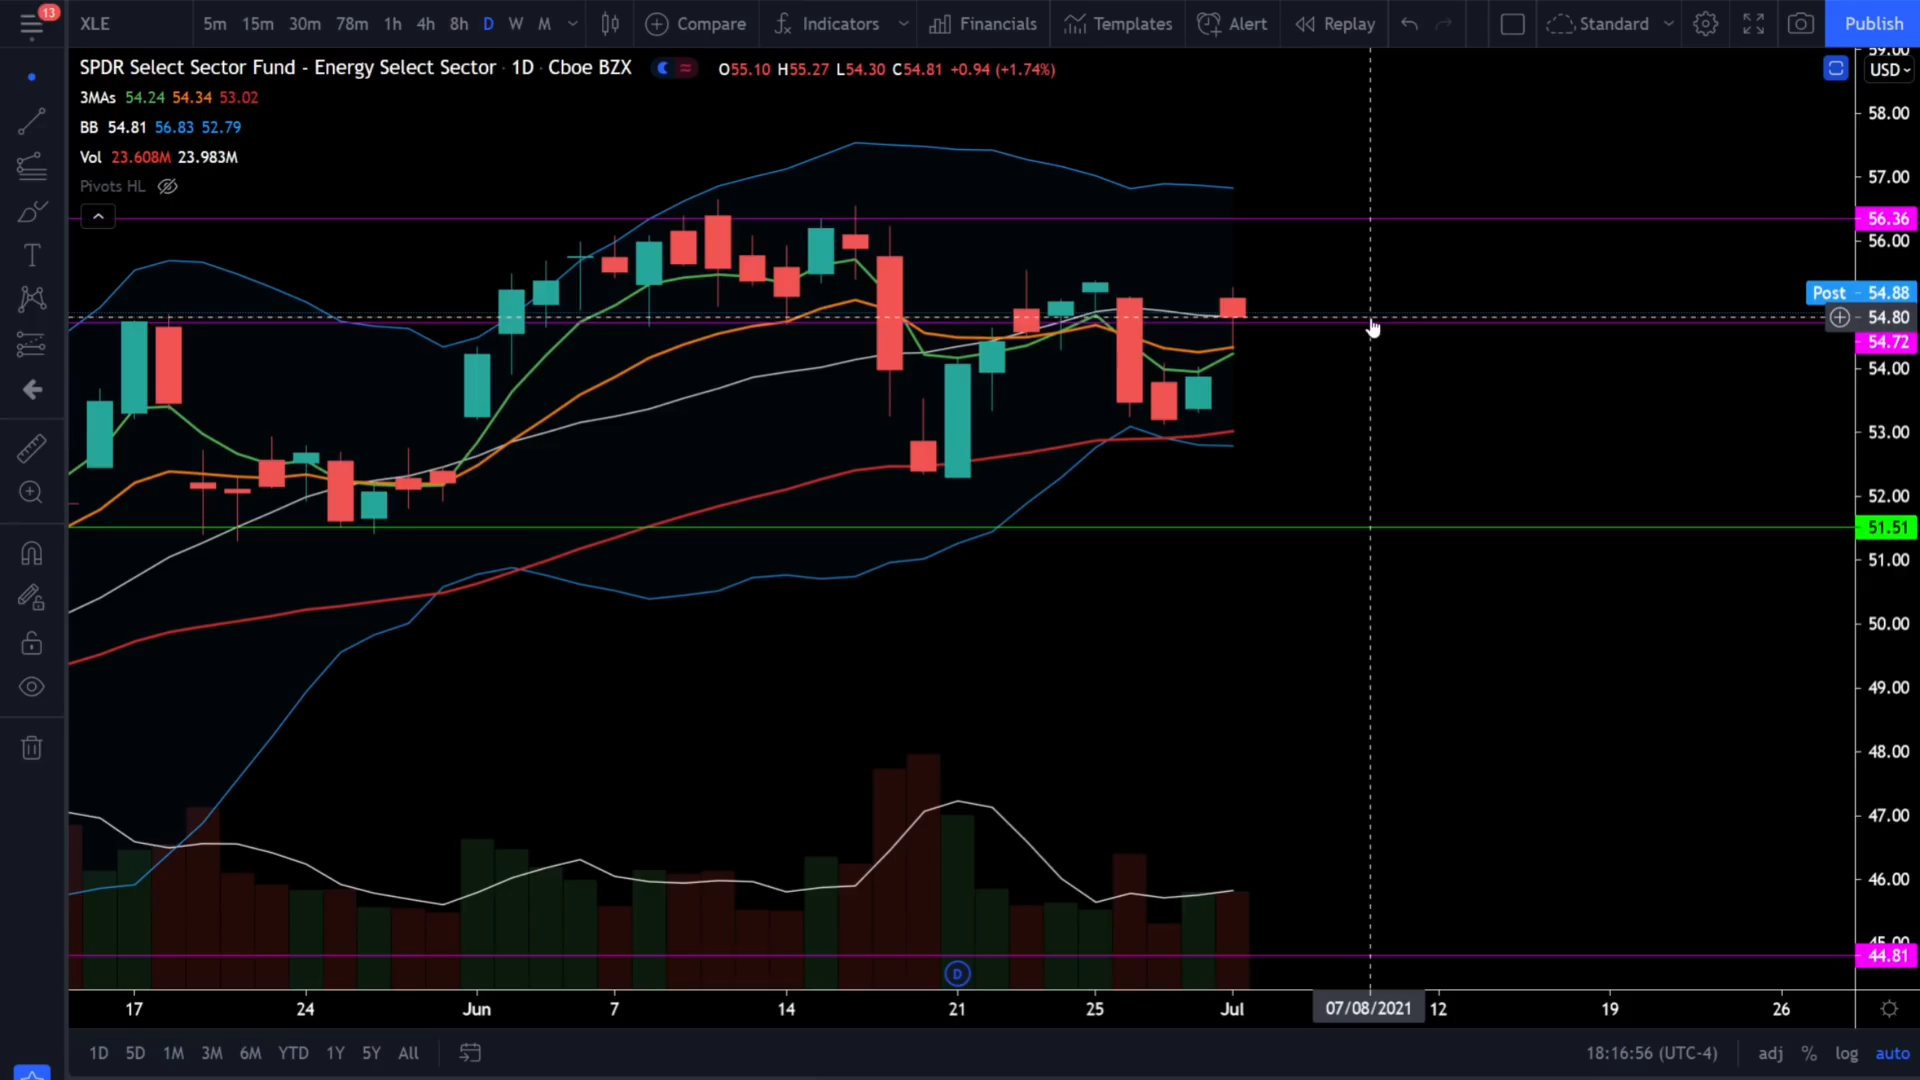 13
XLE 5m 15m 30m 78m 1h 4h 8h D W M Compare Indicators Financials Templates Alert Replay Standard Publish
SPDR Select Sector Fund - Energy Select Sector · 1D · Cboe BZX O55.10 H55.27 L54.30 C54.81 +0.94 (+1.74%)
3MAs 54.24 54.34 53.02
BB 54.81 56.83 52.79
Vol 23.608M 23.983M
Pivots HL
59.00
USD
58.00
57.00
56.36
56.00
Post 54.88
54.80
54.72
54.00
53.00
52.00
51.51
51.00
50.00
49.00
48.00
47.00
46.00
45.00
44.81
D
17 24 Jun 7 14 21 25 Jul 07/08/2021 12 19 26
1D 5D 1M 3M 6M YTD 1Y 5Y All 18:16:56 (UTC-4) adj % log auto